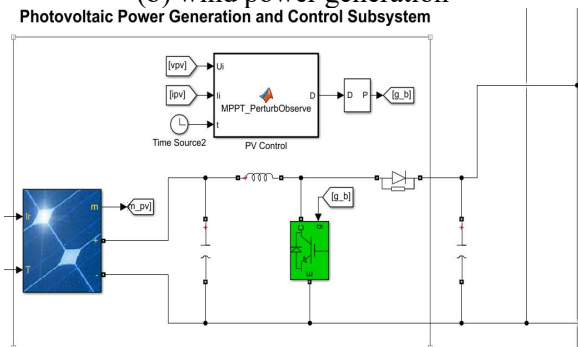 (b) wind power generation
Photovoltaic Power Generation and Control Subsystem
[vpv]
Ui
[ipv]
Ii
MPPT_PerturbObserve
D
D P
[g_b]
t
Time Source2
PV Control
[g_b]
Ir
m
[m_pv]
+
T
-
C
g
E
+
+